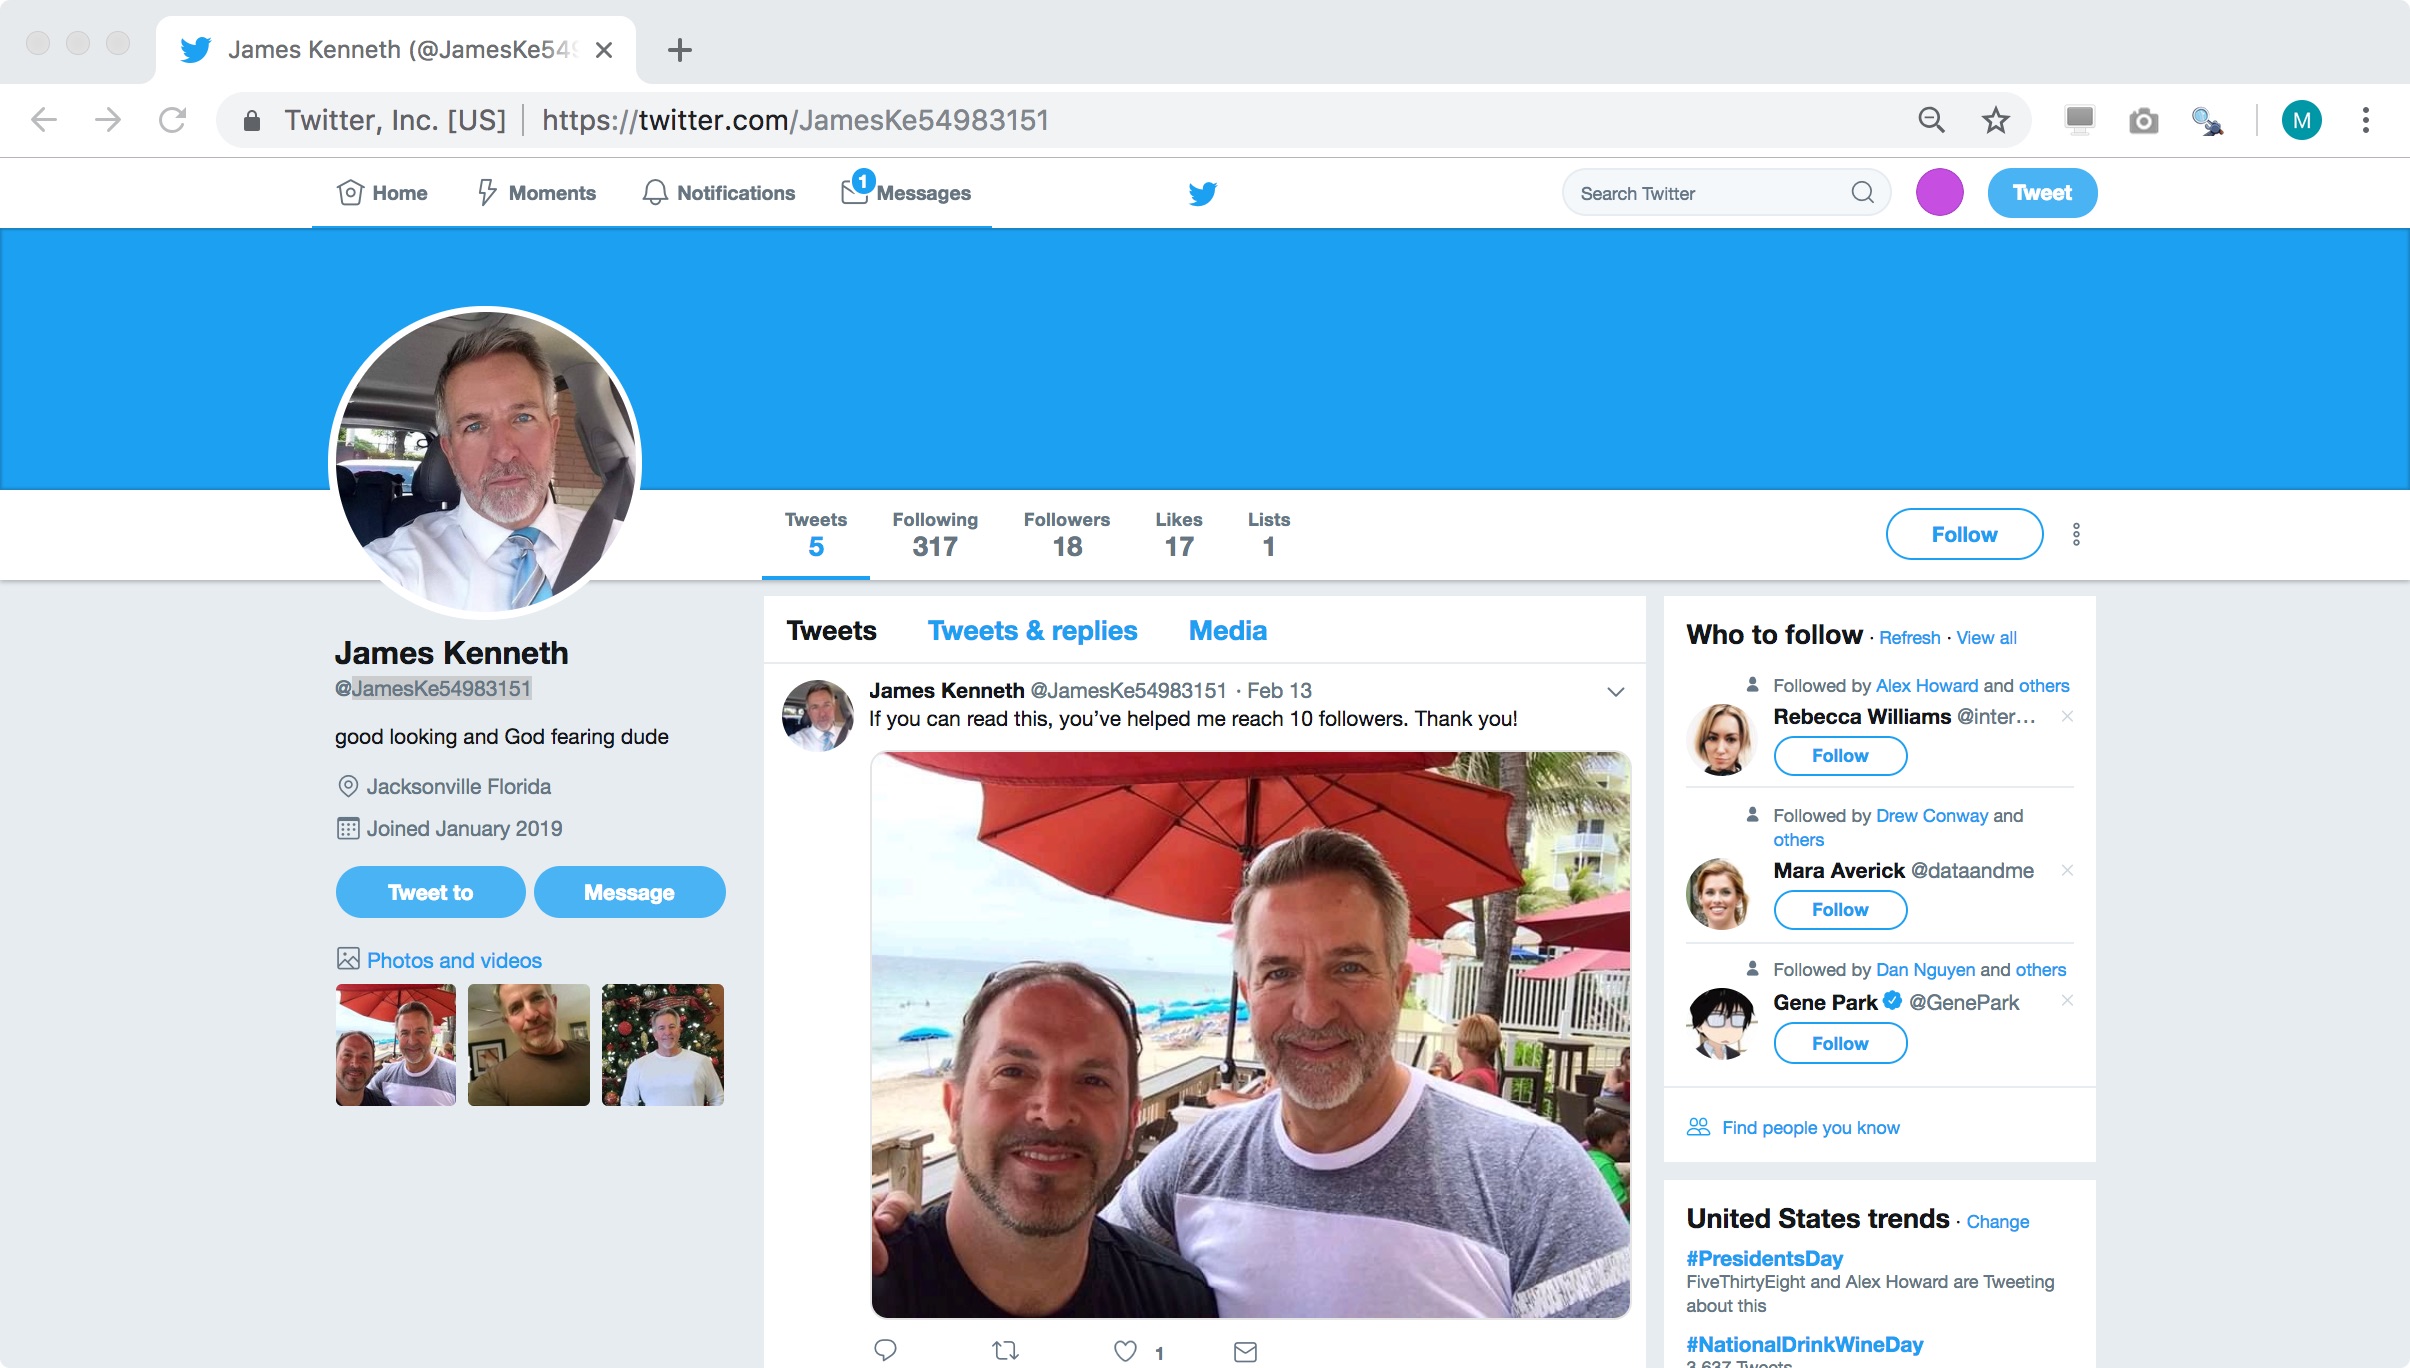 James Kenneth (@JamesKe549
Twitter, Inc. [US] https://twitter.com/JamesKe54983151
M
Home Moments Notifications 1 Messages Search Twitter Tweet
Tweets Following Followers Likes Lists
5 317 18 17 1
Follow
James Kenneth
@JamesKe54983151
good looking and God fearing dude
Jacksonville Florida
Joined January 2019
Tweet to Message
Photos and videos
Tweets Tweets & replies Media
James Kenneth @JamesKe54983151 · Feb 13
If you can read this, you’ve helped me reach 10 followers. Thank you!
1
Who to follow · Refresh · View all
Followed by Alex Howard and others
Rebecca Williams @inter...
Follow
Followed by Drew Conway and
others
Mara Averick @dataandme
Follow
Followed by Dan Nguyen and others
Gene Park @GenePark
Follow
Find people you know
United States trends · Change
#PresidentsDay
FiveThirtyEight and Alex Howard are Tweeting
about this
#NationalDrinkWineDay
3,637 Tweets